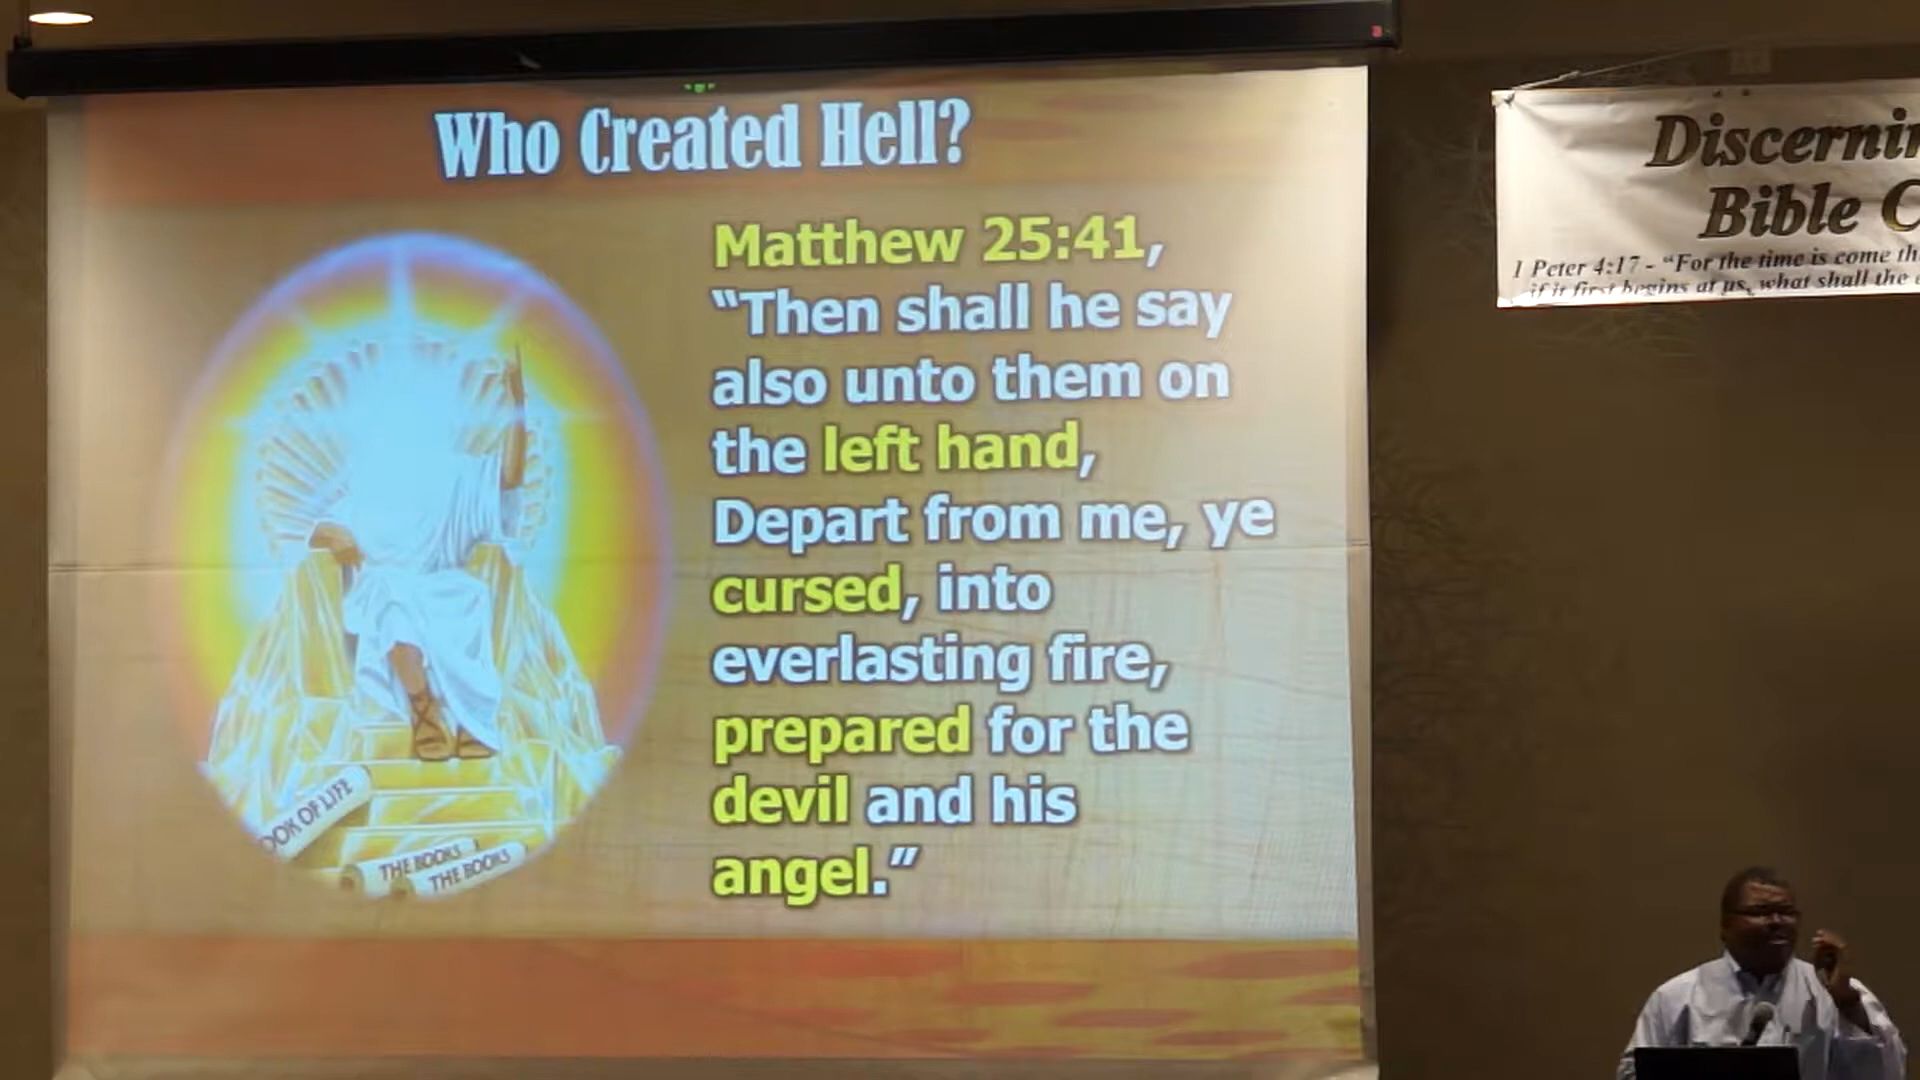 Who Created Hell?
Matthew 25:41,
“Then shall he say
also unto them on
the left hand,
Depart from me, ye
cursed, into
everlasting fire,
prepared for the
devil and his
angel.”
OOK OF LIFE
THE BOOKS
THE BOOKS
Discernin
Bible C
I Peter 4:17 - “For the time is come th
if it first begins at us, what shall the e